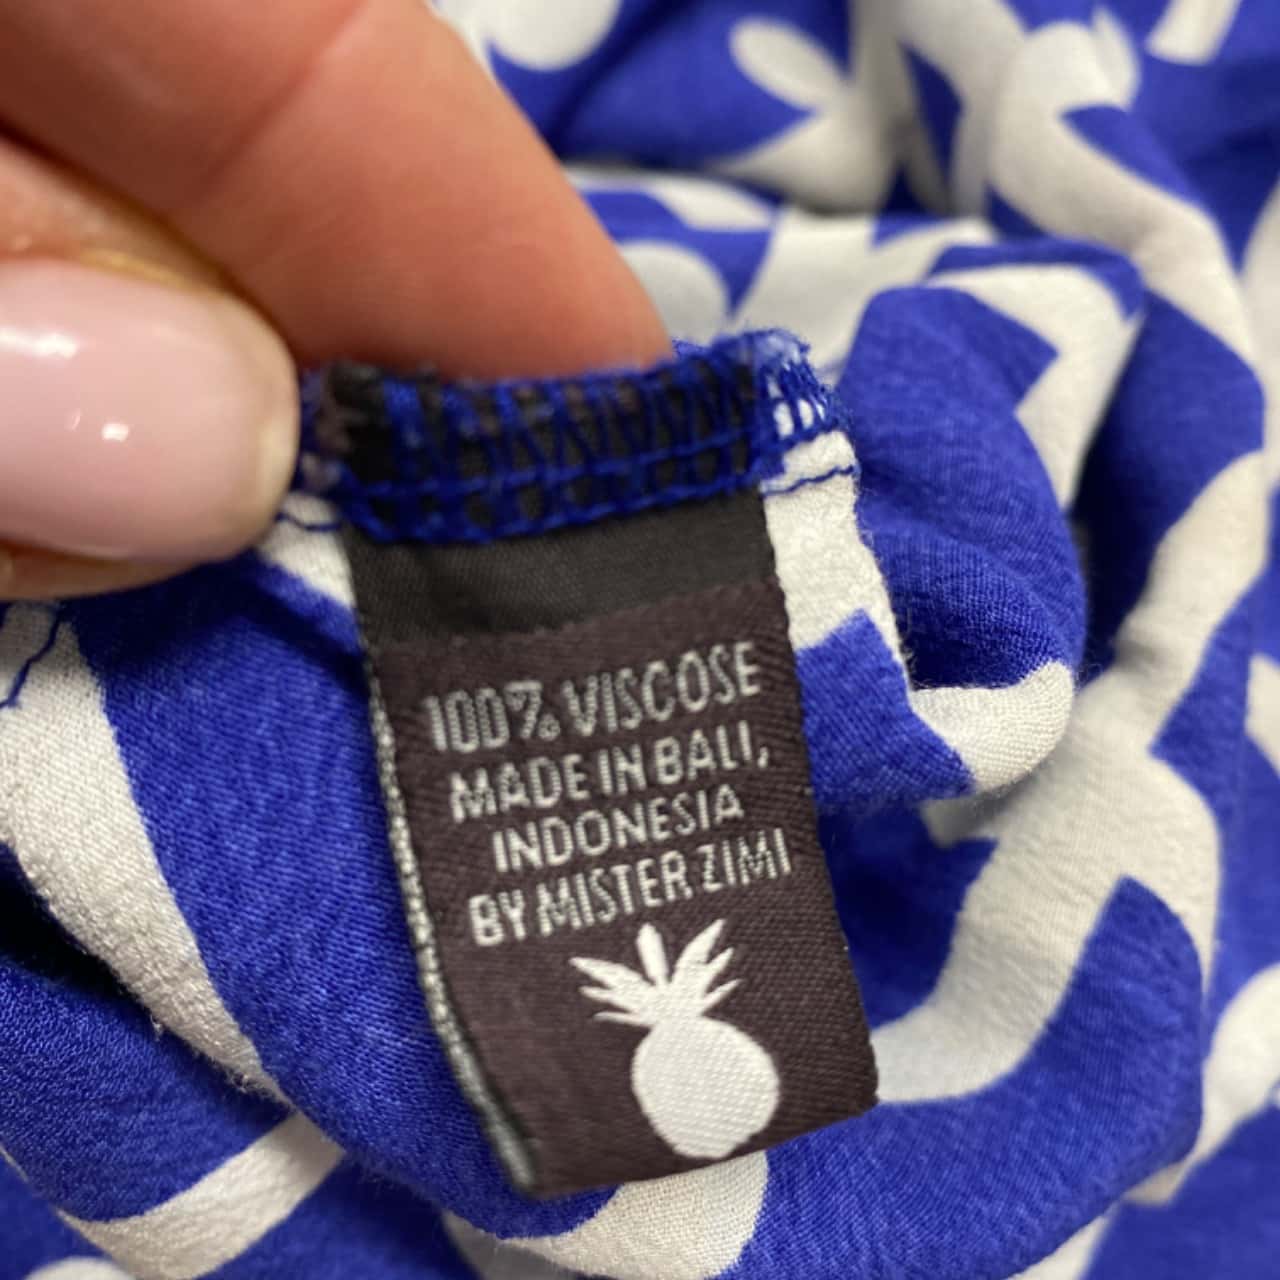 100% VISCOSE
MADE IN BALI,
INDONESIA
BY MISTER ZIMI